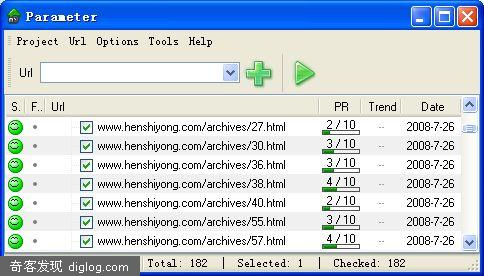 Parameter
Project Url Options Tools Help
Url
S. F.. Url PR Trend Date
www.henshiyong.com/archives/27.html 2 / 10 -- 2008-7-26
www.henshiyong.com/archives/30.html 3 / 10 -- 2008-7-26
www.henshiyong.com/archives/36.html 3 / 10 -- 2008-7-26
www.henshiyong.com/archives/38.html 4 / 10 -- 2008-7-26
www.henshiyong.com/archives/40.html 2 / 10 -- 2008-7-26
www.henshiyong.com/archives/55.html 3 / 10 -- 2008-7-26
www.henshiyong.com/archives/57.html 4 / 10 -- 2008-7-26
奇客发现 diglog.com Total: 182 | Selected: 1 | Checked: 182